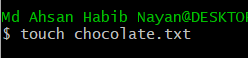 Md Ahsan Habib Nayan@DESKTO
$ touch chocolate.txt